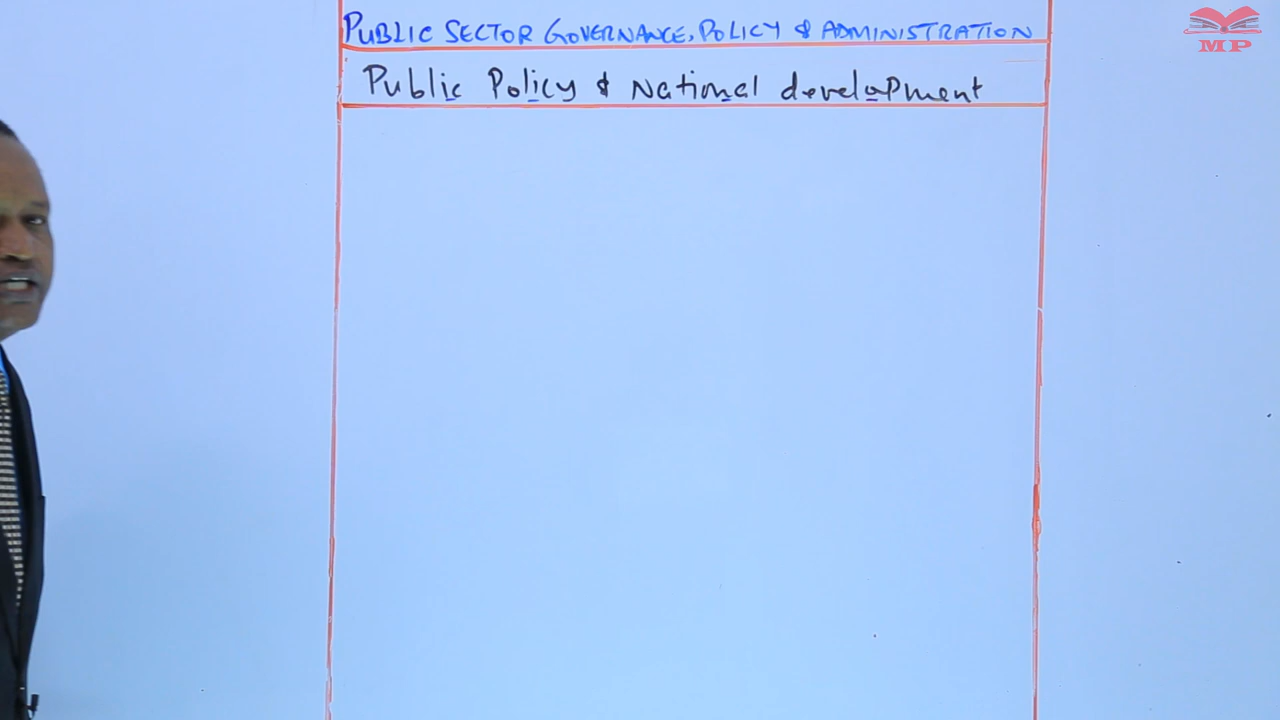 PUBLIC SECTOR GOVERNANCE, POLICY & ADMINISTRATION
MP
Public Policy & National development